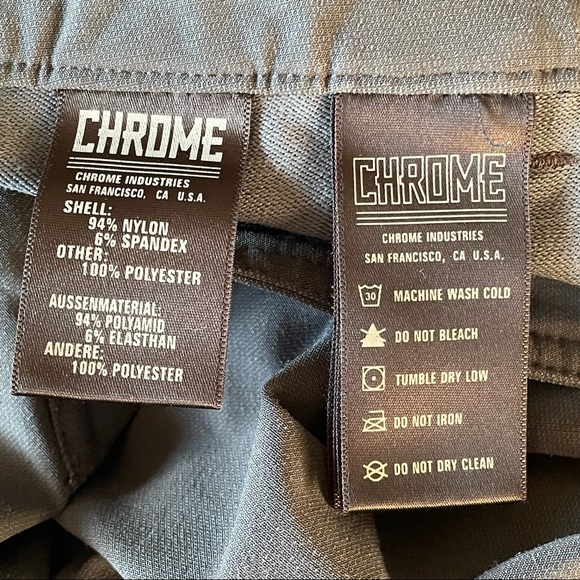 CHROME
CHROME INDUSTRIES
SAN FRANCISCO, CA U.S.A.
SHELL:
94% NYLON
6% SPANDEX
OTHER:
100% POLYESTER
AUSSENMATERIAL:
94% POLYAMID
6% ELASTHAN
ANDERE:
100% POLYESTER
CHROME
CHROME INDUSTRIES
SAN FRANCISCO, CA U.S.A.
30 MACHINE WASH COLD
DO NOT BLEACH
TUMBLE DRY LOW
DO NOT IRON
DO NOT DRY CLEAN